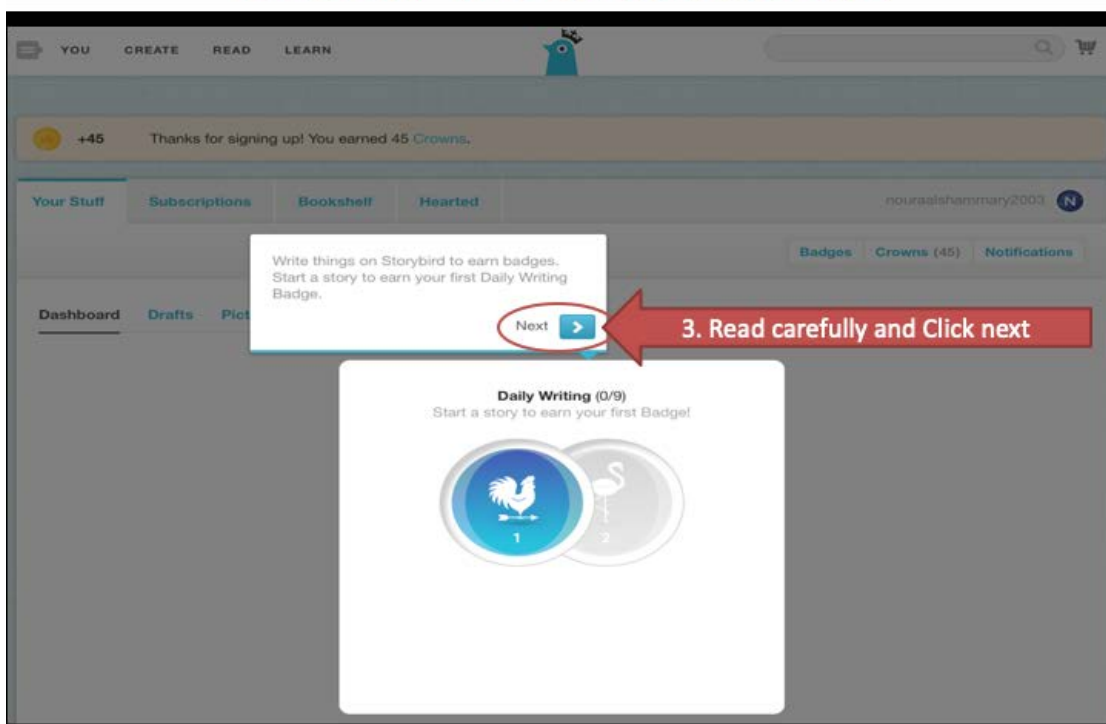 YOU CREATE READ LEARN
+45 Thanks for signing up! You earned 45 Crowns.
Your Stuff Subscriptions Bookshelf Hearted nouraalshammary2003 N
Badges Crowns (45) Notifications
Write things on Storybird to earn badges.
Start a story to earn your first Daily Writing
Badge.
Dashboard Drafts Pict
Next
3. Read carefully and Click next
Daily Writing (0/9)
Start a story to earn your first Badge!
1 2